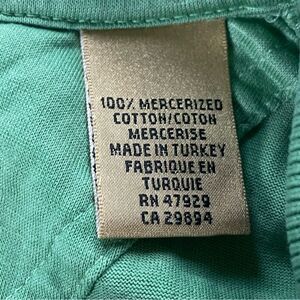 100% MERCERIZED
COTTON/COTON
MERCERISE
MADE IN TURKEY
FABRIQUE EN
TURQUIE
RN 47929
CA 29894